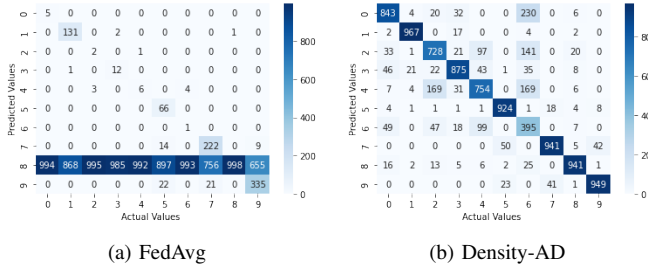 0 5 0 0 0 0 0 0 0 0 0
1 0 131 0 2 0 0 0 0 1 0
2 0 0 2 0 1 0 0 0 0 0
3 0 1 0 12 0 0 0 0 0 0
4 0 0 3 0 6 0 4 0 0 0
5 0 0 0 0 0 66 0 0 0 0
6 0 0 0 0 0 0 1 0 0 0
7 0 0 0 0 0 14 0 222 0 9
8 994 868 995 985 992 897 993 756 998 655
9 0 0 0 0 0 22 0 21 0 335
0 1 2 3 4 5 6 7 8 9
Predicted Values
Actual Values
800
600
400
200
0
(a) FedAvg
0 843 4 20 32 0 0 230 0 6 0
1 2 967 0 17 0 0 4 0 2 0
2 33 1 728 21 97 0 141 0 20 0
3 46 21 22 875 43 1 35 0 8 0
4 7 4 169 31 754 0 169 0 6 0
5 4 1 1 1 1 924 1 18 4 8
6 49 0 47 18 99 0 395 0 7 0
7 0 0 0 0 0 50 0 941 5 42
8 16 2 13 5 6 2 25 0 941 1
9 0 0 0 0 0 23 0 41 1 949
0 1 2 3 4 5 6 7 8 9
Predicted Values
Actual Values
800
600
400
200
0
(b) Density-AD